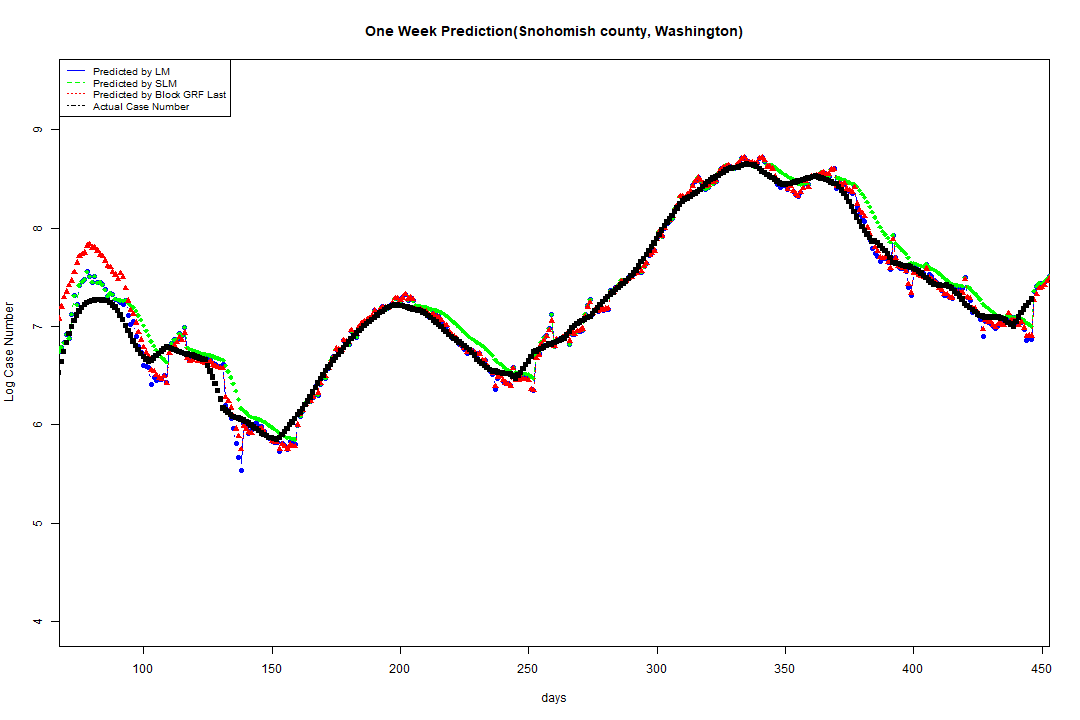 One Week Prediction(Snohomish county, Washington)
Predicted by LM
Predicted by SLM
Predicted by Block GRF Last
Actual Case Number
9
8
7
6
5
4
Log Case Number
100 150 200 250 300 350 400 450
days